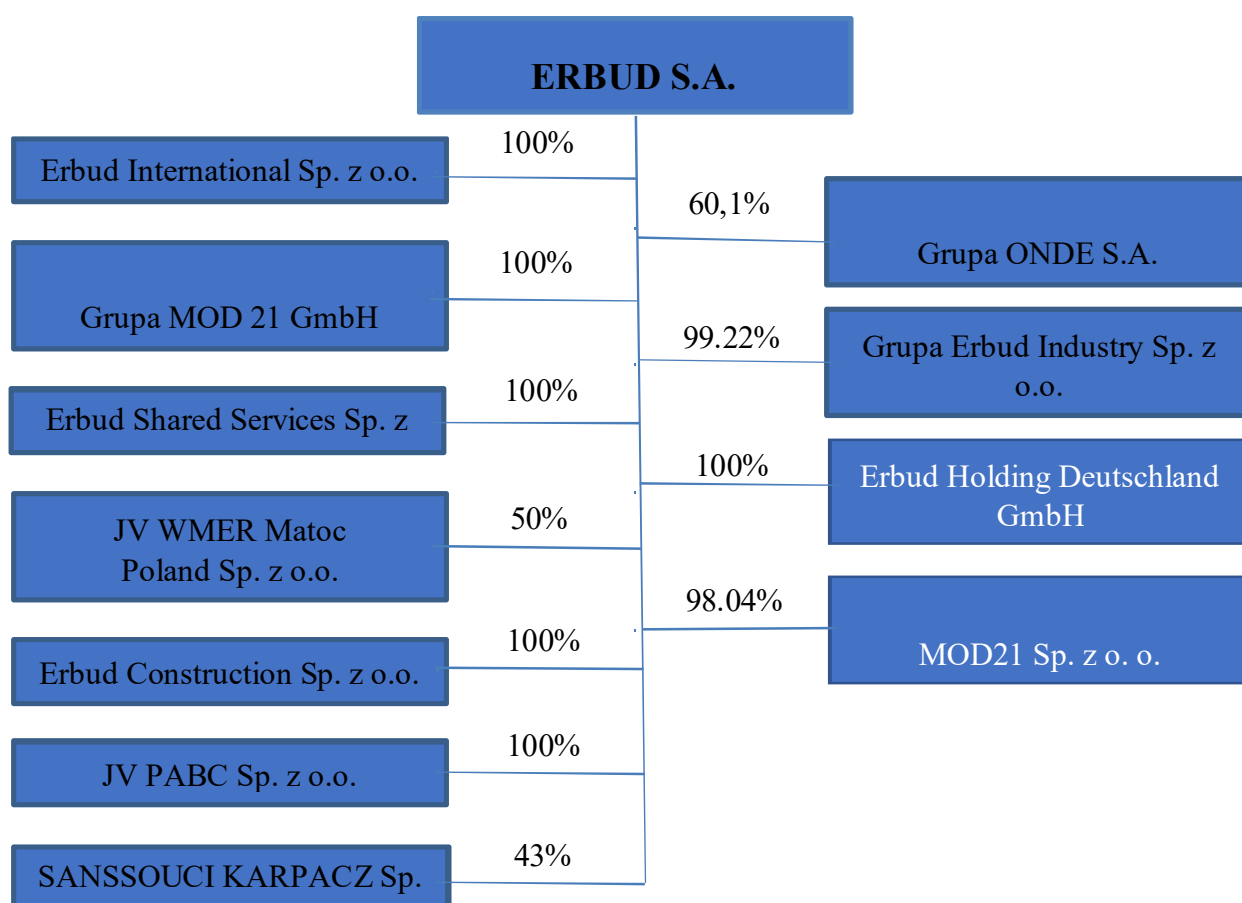 ERBUD S.A.
100%
Erbud International Sp. z o.o.
60,1%
Grupa ONDE S.A.
100%
Grupa MOD 21 GmbH
99.22%
Grupa Erbud Industry Sp. z
o.o.
100%
Erbud Shared Services Sp. z
100%
Erbud Holding Deutschland
GmbH
50%
JV WMER Matoc
Poland Sp. z o.o.
98.04%
MOD21 Sp. z o. o.
100%
Erbud Construction Sp. z o.o.
100%
JV PABC Sp. z o.o.
43%
SANSSOUCI KARPACZ Sp.